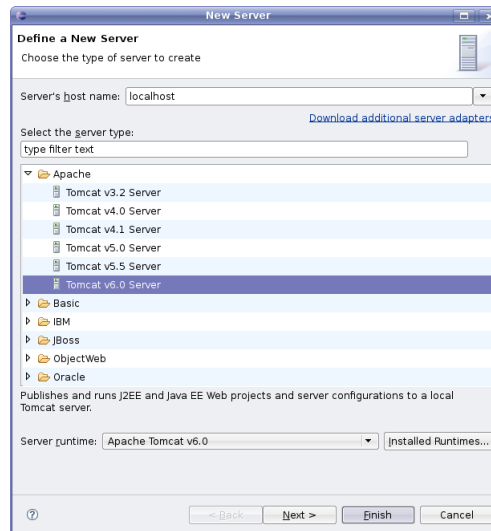 New Server
Define a New Server
Choose the type of server to create
Server's host name: localhost
Download additional server adapters
Select the server type:
type filter text
Apache
Tomcat v3.2 Server
Tomcat v4.0 Server
Tomcat v4.1 Server
Tomcat v5.0 Server
Tomcat v5.5 Server
Tomcat v6.0 Server
Basic
IBM
JBoss
ObjectWeb
Oracle
Publishes and runs J2EE and Java EE Web projects and server configurations to a local
Tomcat server.
Server runtime: Apache Tomcat v6.0 Installed Runtimes...
? < Back Next > Finish Cancel